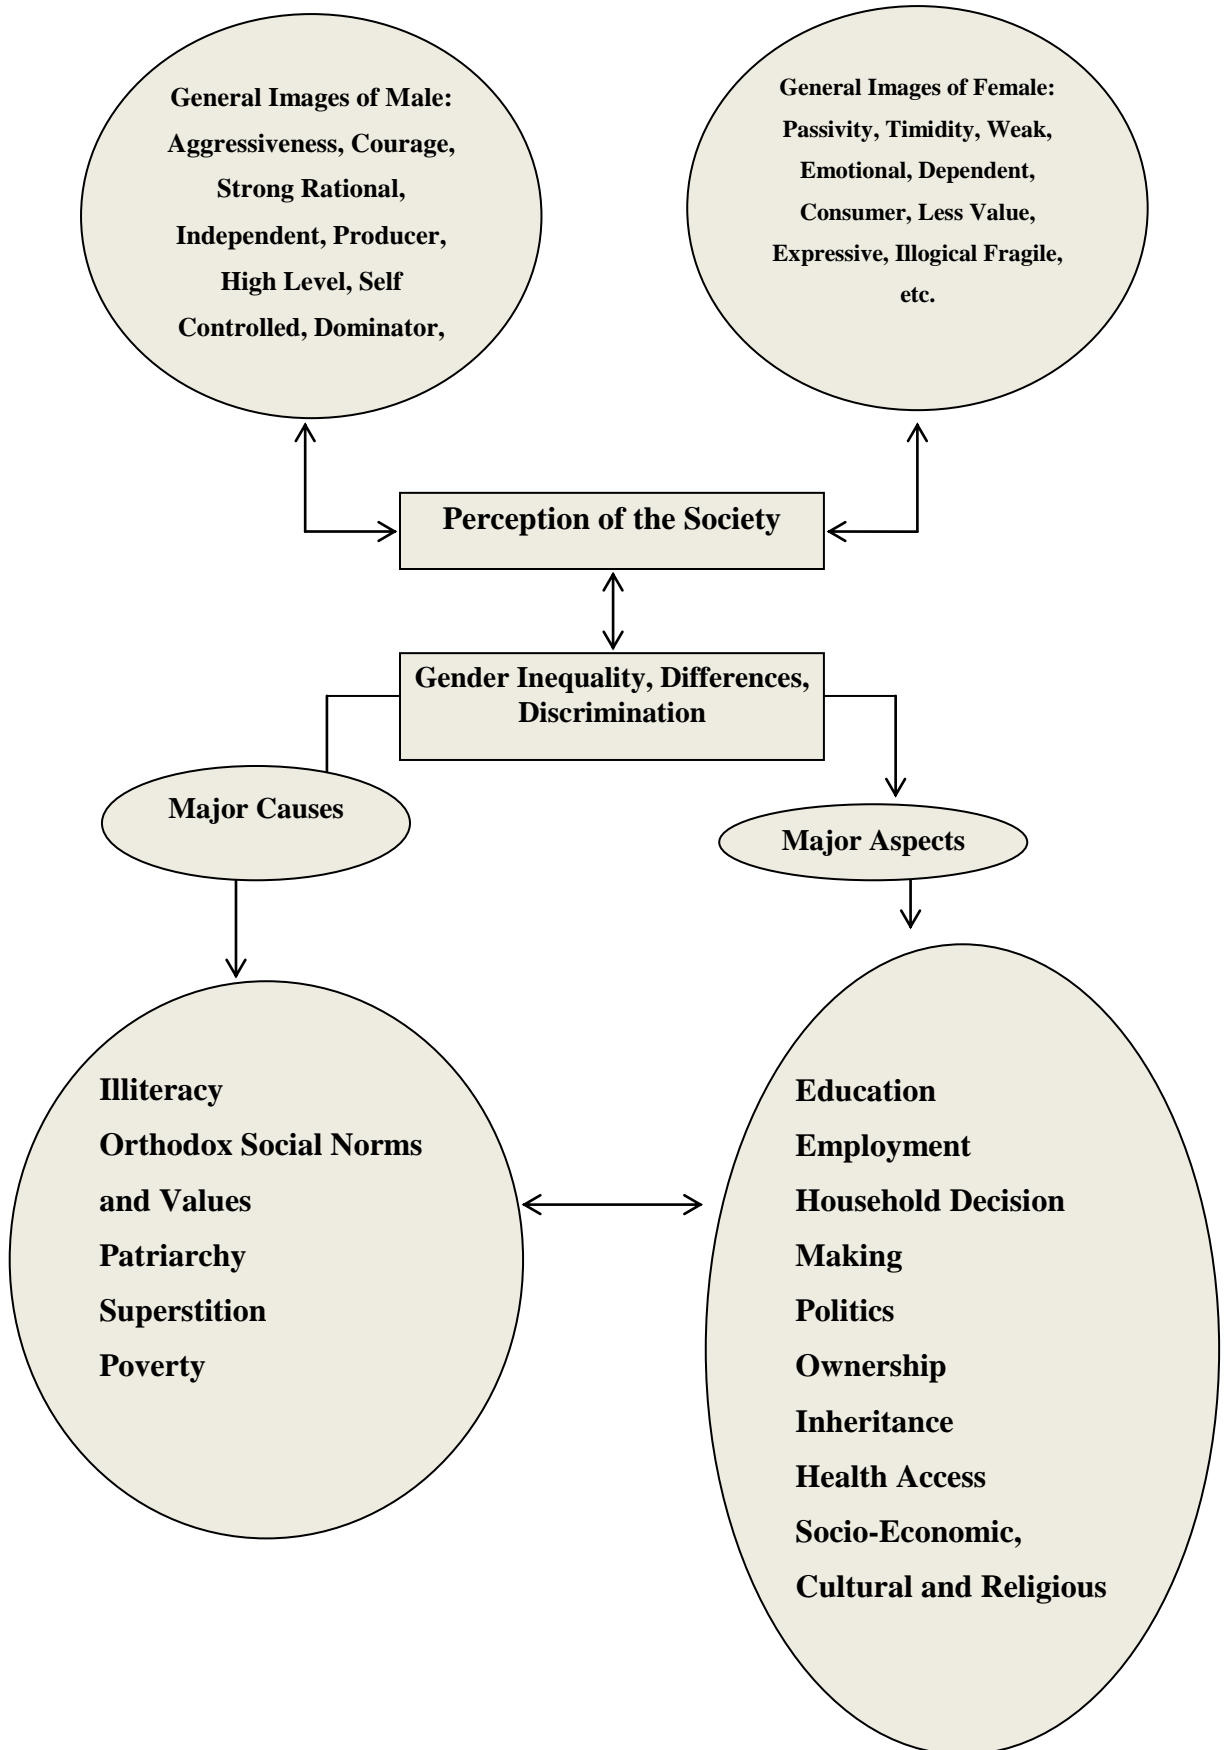 General Images of Male:
Aggressiveness, Courage,
Strong Rational,
Independent, Producer,
High Level, Self
Controlled, Dominator,
General Images of Female:
Passivity, Timidity, Weak,
Emotional, Dependent,
Consumer, Less Value,
Expressive, Illogical Fragile,
etc.
Perception of the Society
Gender Inequality, Differences,
Discrimination
Major Causes
Major Aspects
Illiteracy
Orthodox Social Norms
and Values
Patriarchy
Superstition
Poverty
Education
Employment
Household Decision
Making
Politics
Ownership
Inheritance
Health Access
Socio-Economic,
Cultural and Religious